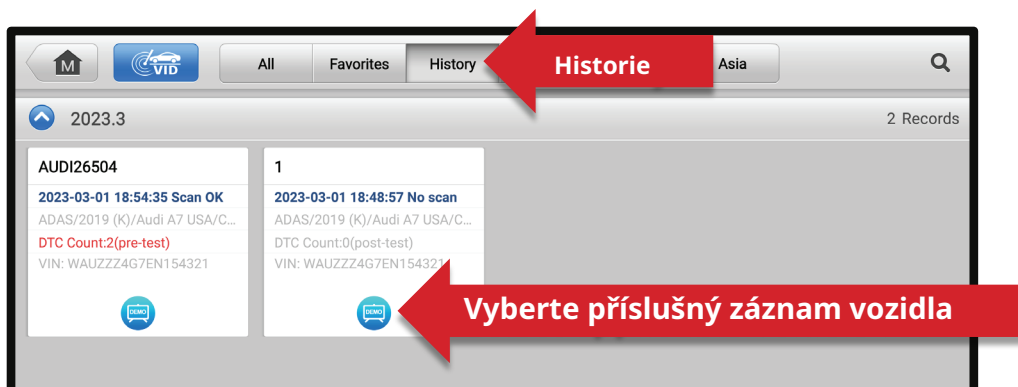 M
VID
All
Favorites
History
Historie
Asia
2023.3
2 Records
AUDI26504
2023-03-01 18:54:35 Scan OK
ADAS/2019 (K)/Audi A7 USA/C...
DTC Count:2(pre-test)
VIN: WAUZZZ4G7EN154321
DEMO
1
2023-03-01 18:48:57 No scan
ADAS/2019 (K)/Audi A7 USA/C...
DTC Count:0(post-test)
VIN: WAUZZZ4G7EN154321
DEMO
Vyberte příslušný záznam vozidla